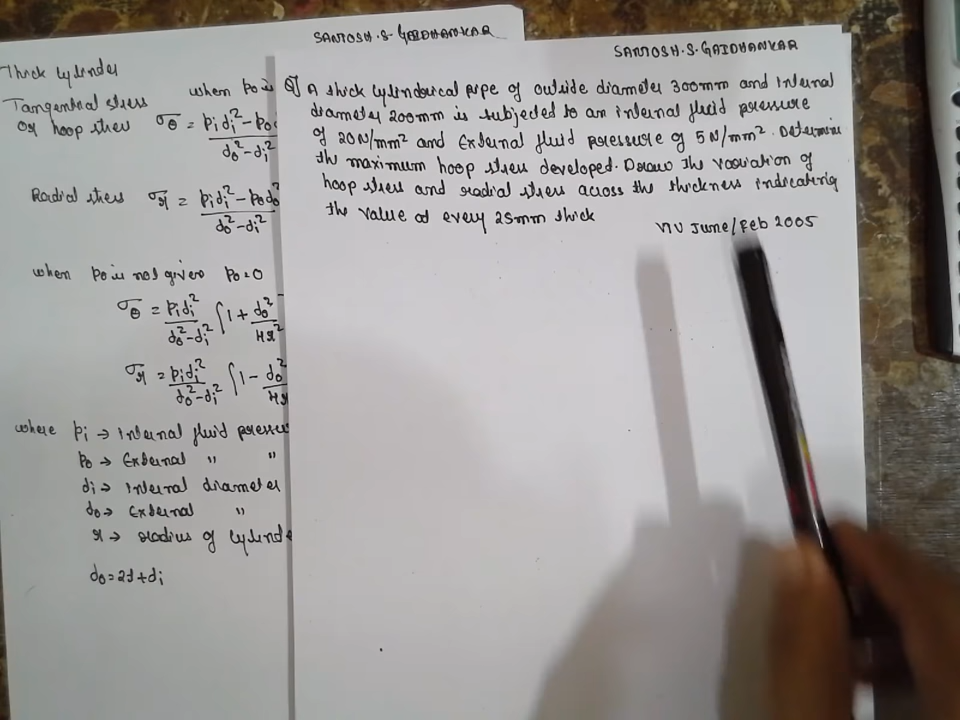 SANTOSH.S.GAIDHANKAR
Thick Cylinder
when Po is
Tangential stress
Or hoop stress σθ = Pidi² - Po
do² - di²
Radial stress σr = Pidi² - Podo²
do² - di²
when Po is not given Po = 0
σθ = Pidi² [1 + do²
do² - di² 4r²
σr = Pidi² [1 - do²
do² - di² 4r
where Pi → Internal fluid pressure
Po → External " "
di → Internal diameter
do → External "
r → radius of cylinde
do = 2t + di
SANTOSH.S.GAIDHANKAR
Q) A thick cylindorical pipe of outside diameter 300mm and Internal
diameter 200mm is subjected to an internal fluid pressure
of 20N/mm² and External fluid pressure of 5N/mm². Determine
the maximum hoop stress developed. Draw the variation of
hoop stress and radial stress across the thickness indicating
the value at every 25mm thick
VTU June/Feb 2005